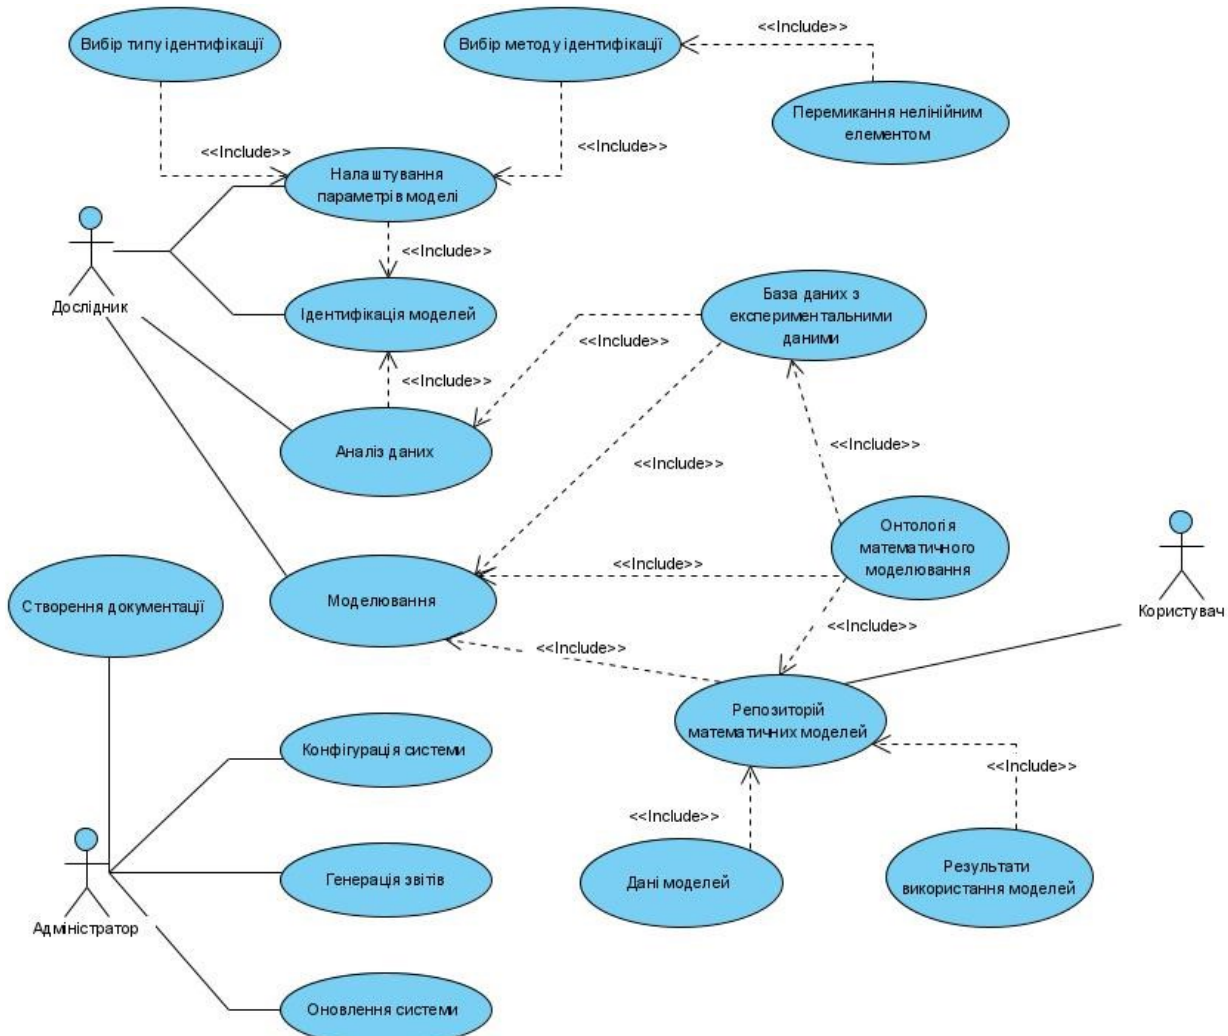 <<Include>>
Вибір типу ідентифікації
Вибір методу ідентифікації
Перемикання нелінійним
елементом
<<Include>>
<<Include>>
Налаштування
параметрів моделі
<<Include>>
Дослідник
Ідентифікація моделей
База даних з
експериментальними
даними
<<Include>>
<<Include>>
Аналіз даних
<<Include>>
<<Include>>
Онтологія
математичного
моделювання
<<Include>>
Створення документації
Моделювання
Користувач
<<Include>>
<<Include>>
Репозиторій
математичних моделей
Конфігурація системи
<<Include>>
<<Include>>
Генерація звітів
Дані моделей
Результати
використання моделей
Адміністратор
Оновлення системи